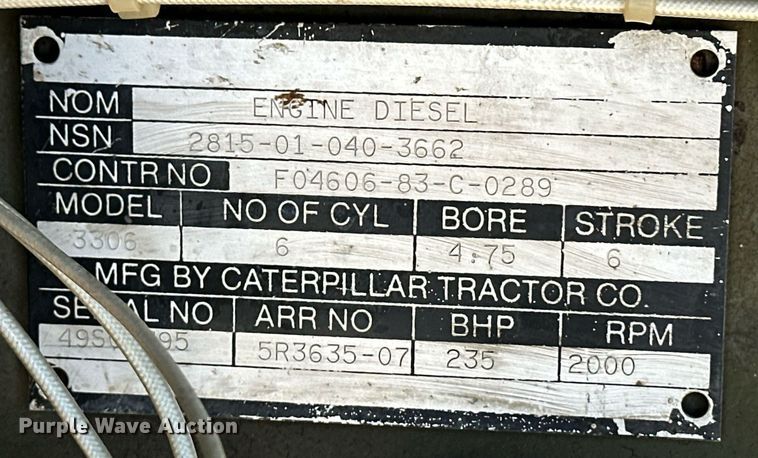 NOM ENGINE DIESEL
NSN 2815-01-040-3662
CONTR NO F04606-83-C-0289
MODEL NO OF CYL BORE STROKE
3306 6 4.75 6
MFG BY CATERPILLAR TRACTOR CO.
NO ARR NO BHP RPM
5R3635-07 235 2000
Purple Wave Auction